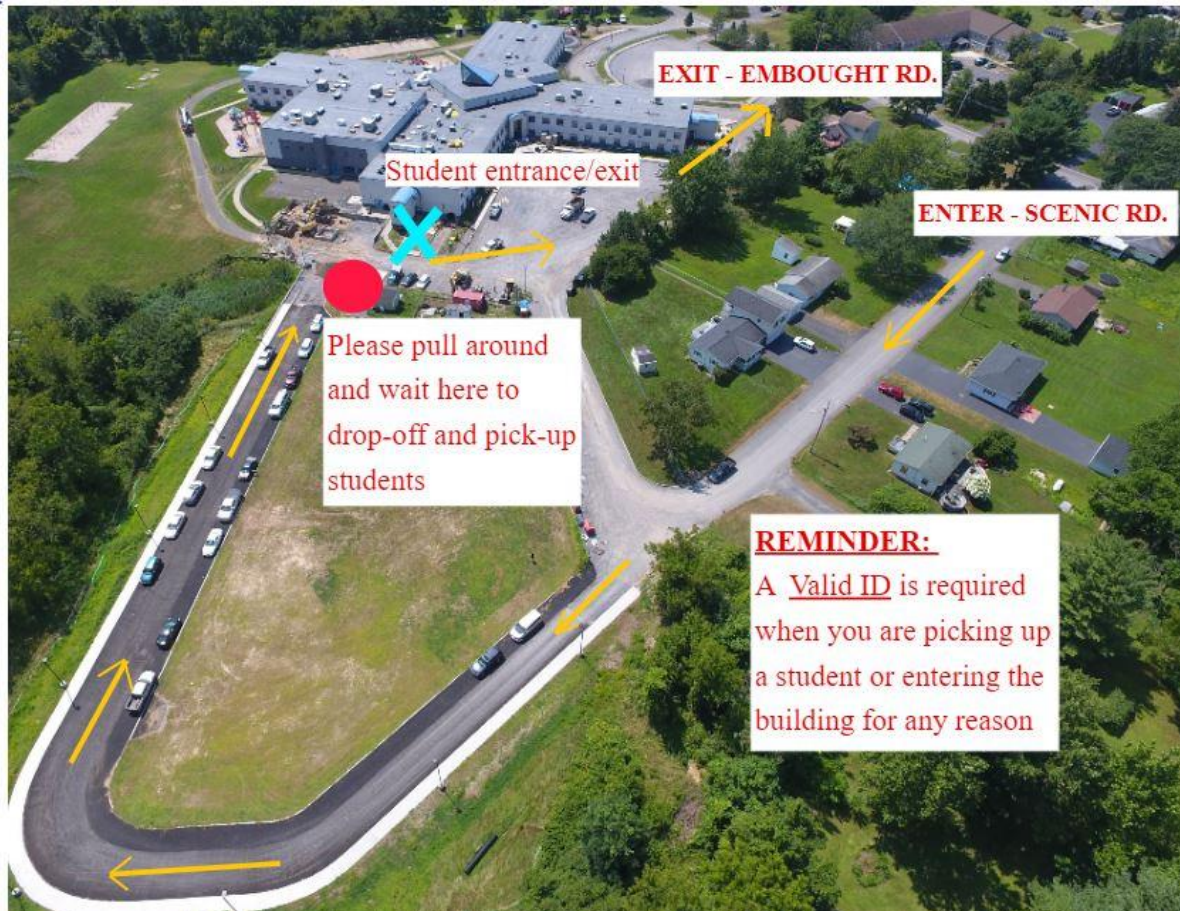 EXIT - EMBOUGHT RD.
Student entrance/exit
ENTER - SCENIC RD.
Please pull around
and wait here to
drop-off and pick-up
students
REMINDER:
A Valid ID is required
when you are picking up
a student or entering the
building for any reason